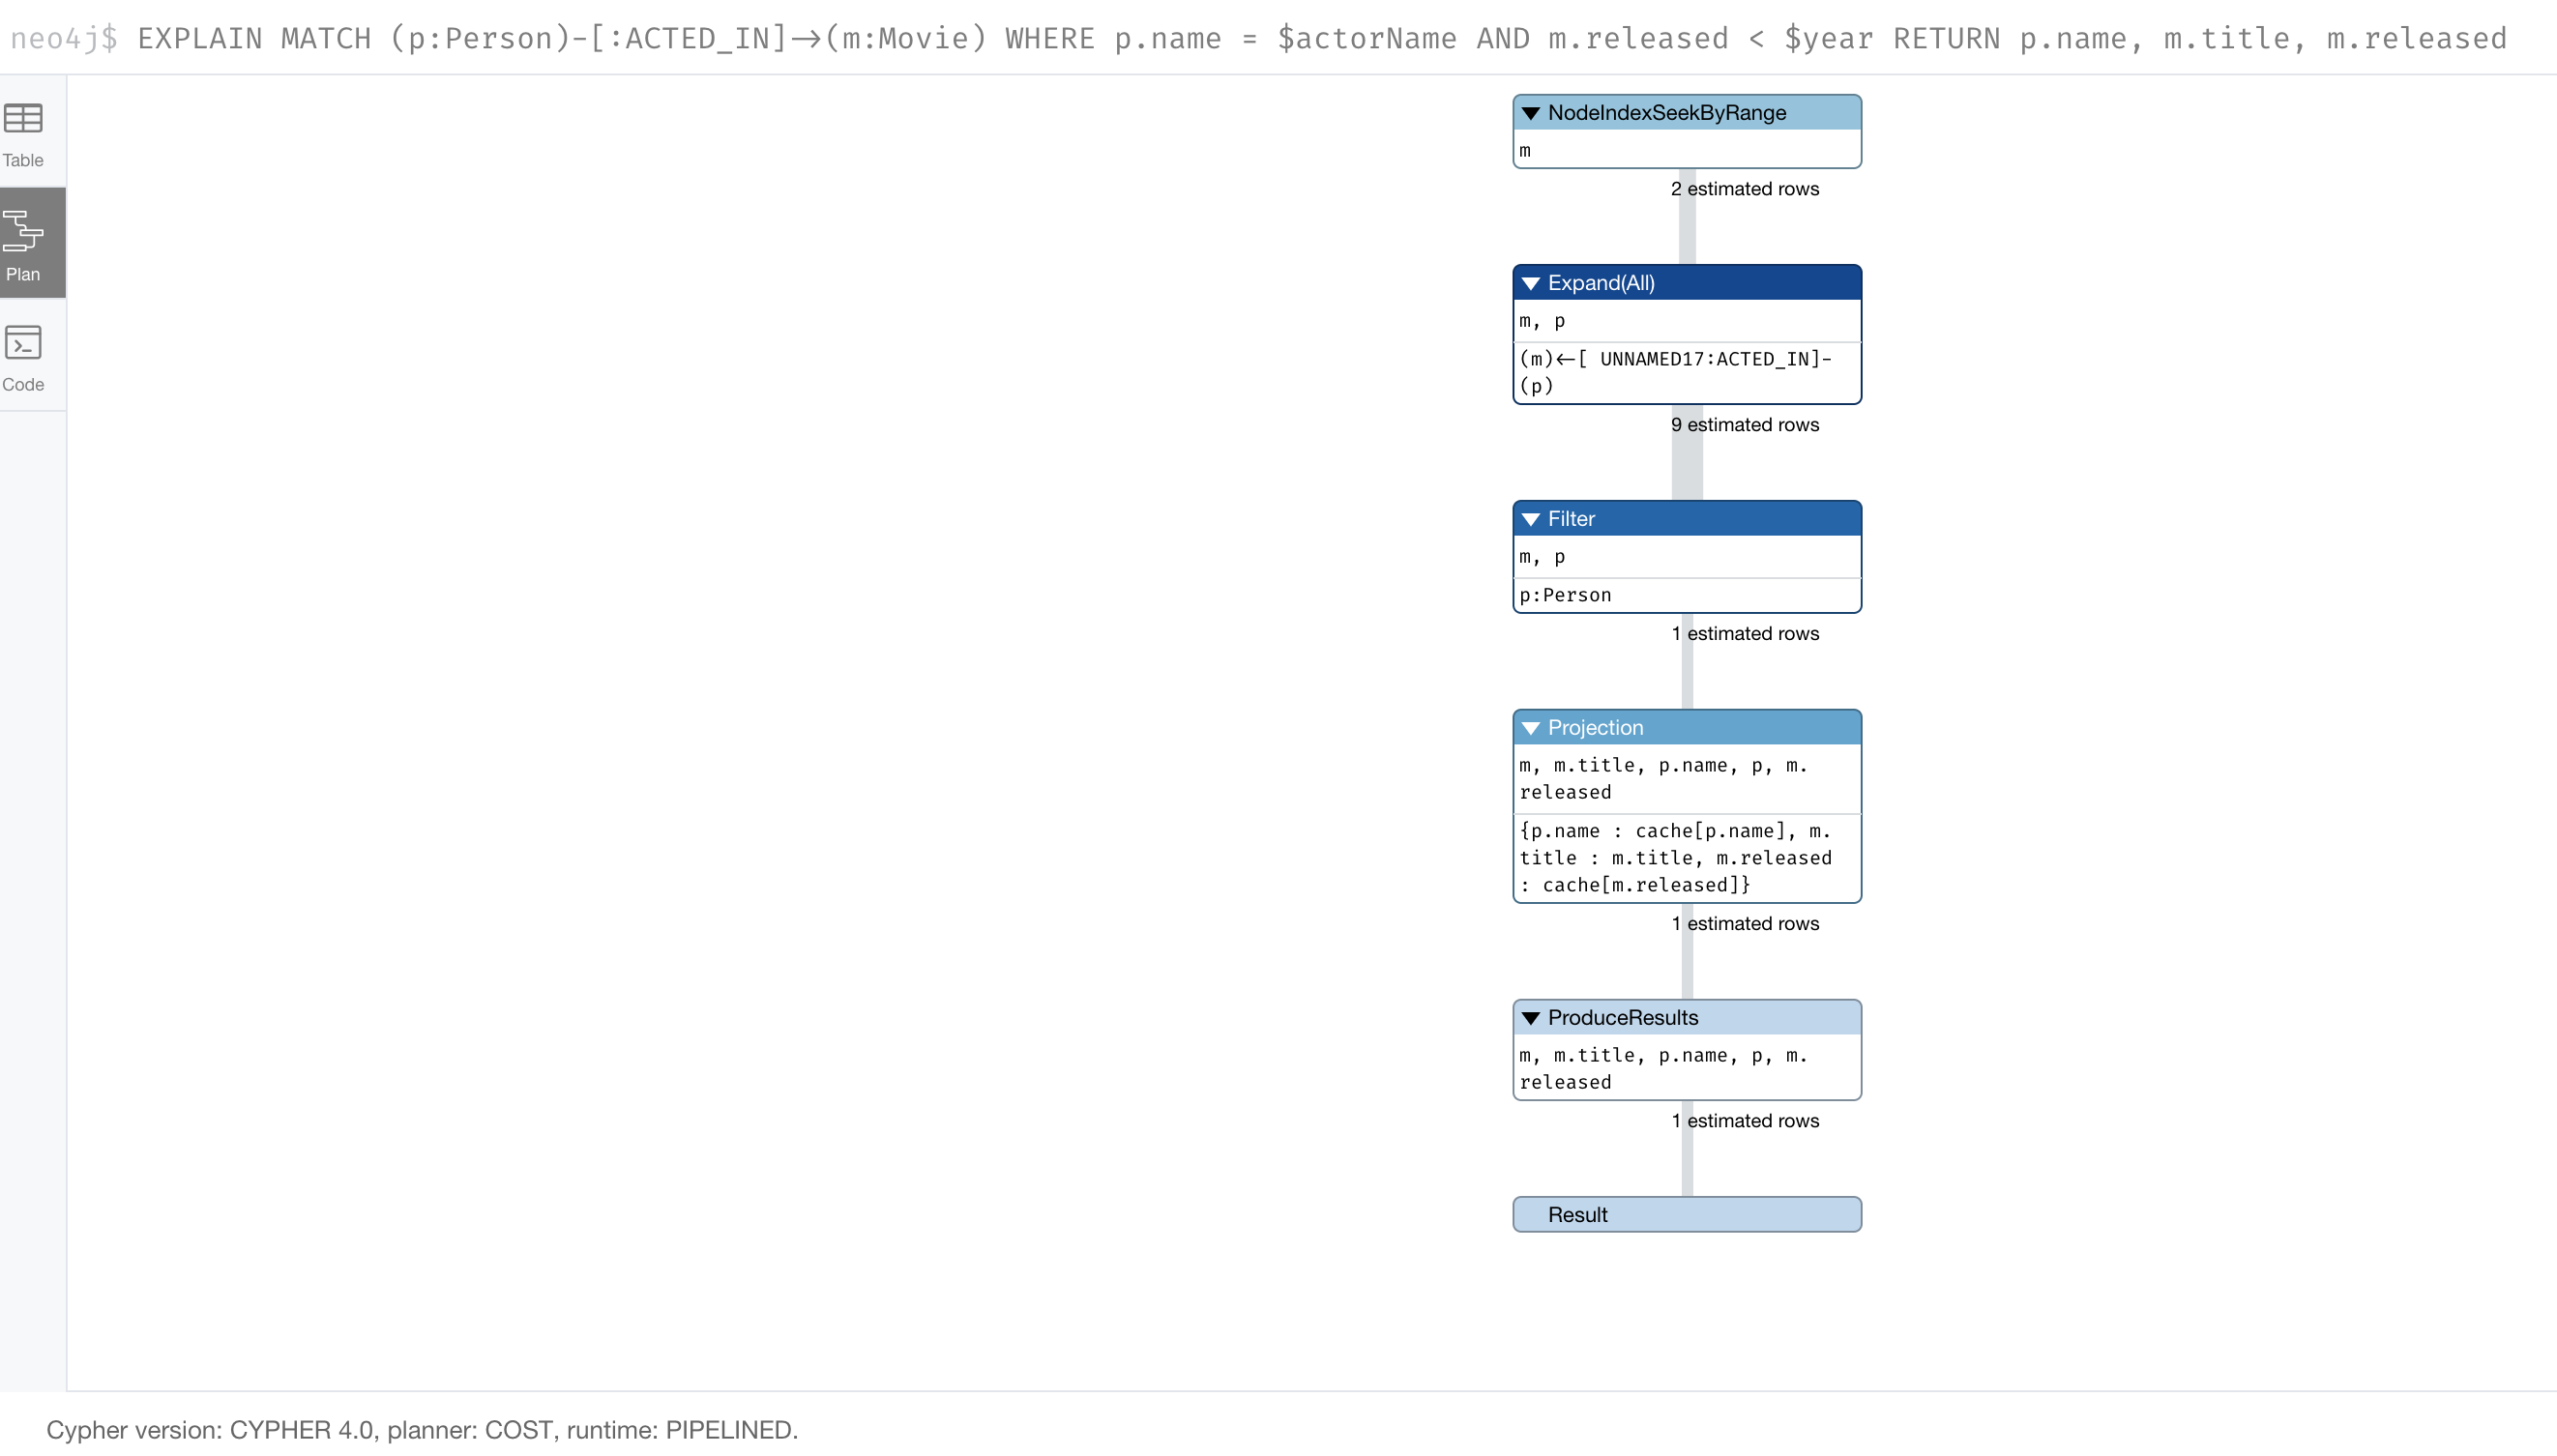 neo4j$ EXPLAIN MATCH (p:Person)-[:ACTED_IN]→(m:Movie) WHERE p.name = $actorName AND m.released < $year RETURN p.name, m.title, m.released
Table
Plan
Code
NodeIndexSeekByRange
m
2 estimated rows
Expand(All)
m, p
(m)←[ UNNAMED17:ACTED_IN]-
(p)
9 estimated rows
Filter
m, p
p:Person
1 estimated rows
Projection
m, m.title, p.name, p, m.
released
{p.name : cache[p.name], m.
title : m.title, m.released
: cache[m.released]}
1 estimated rows
ProduceResults
m, m.title, p.name, p, m.
released
1 estimated rows
Result
Cypher version: CYPHER 4.0, planner: COST, runtime: PIPELINED.